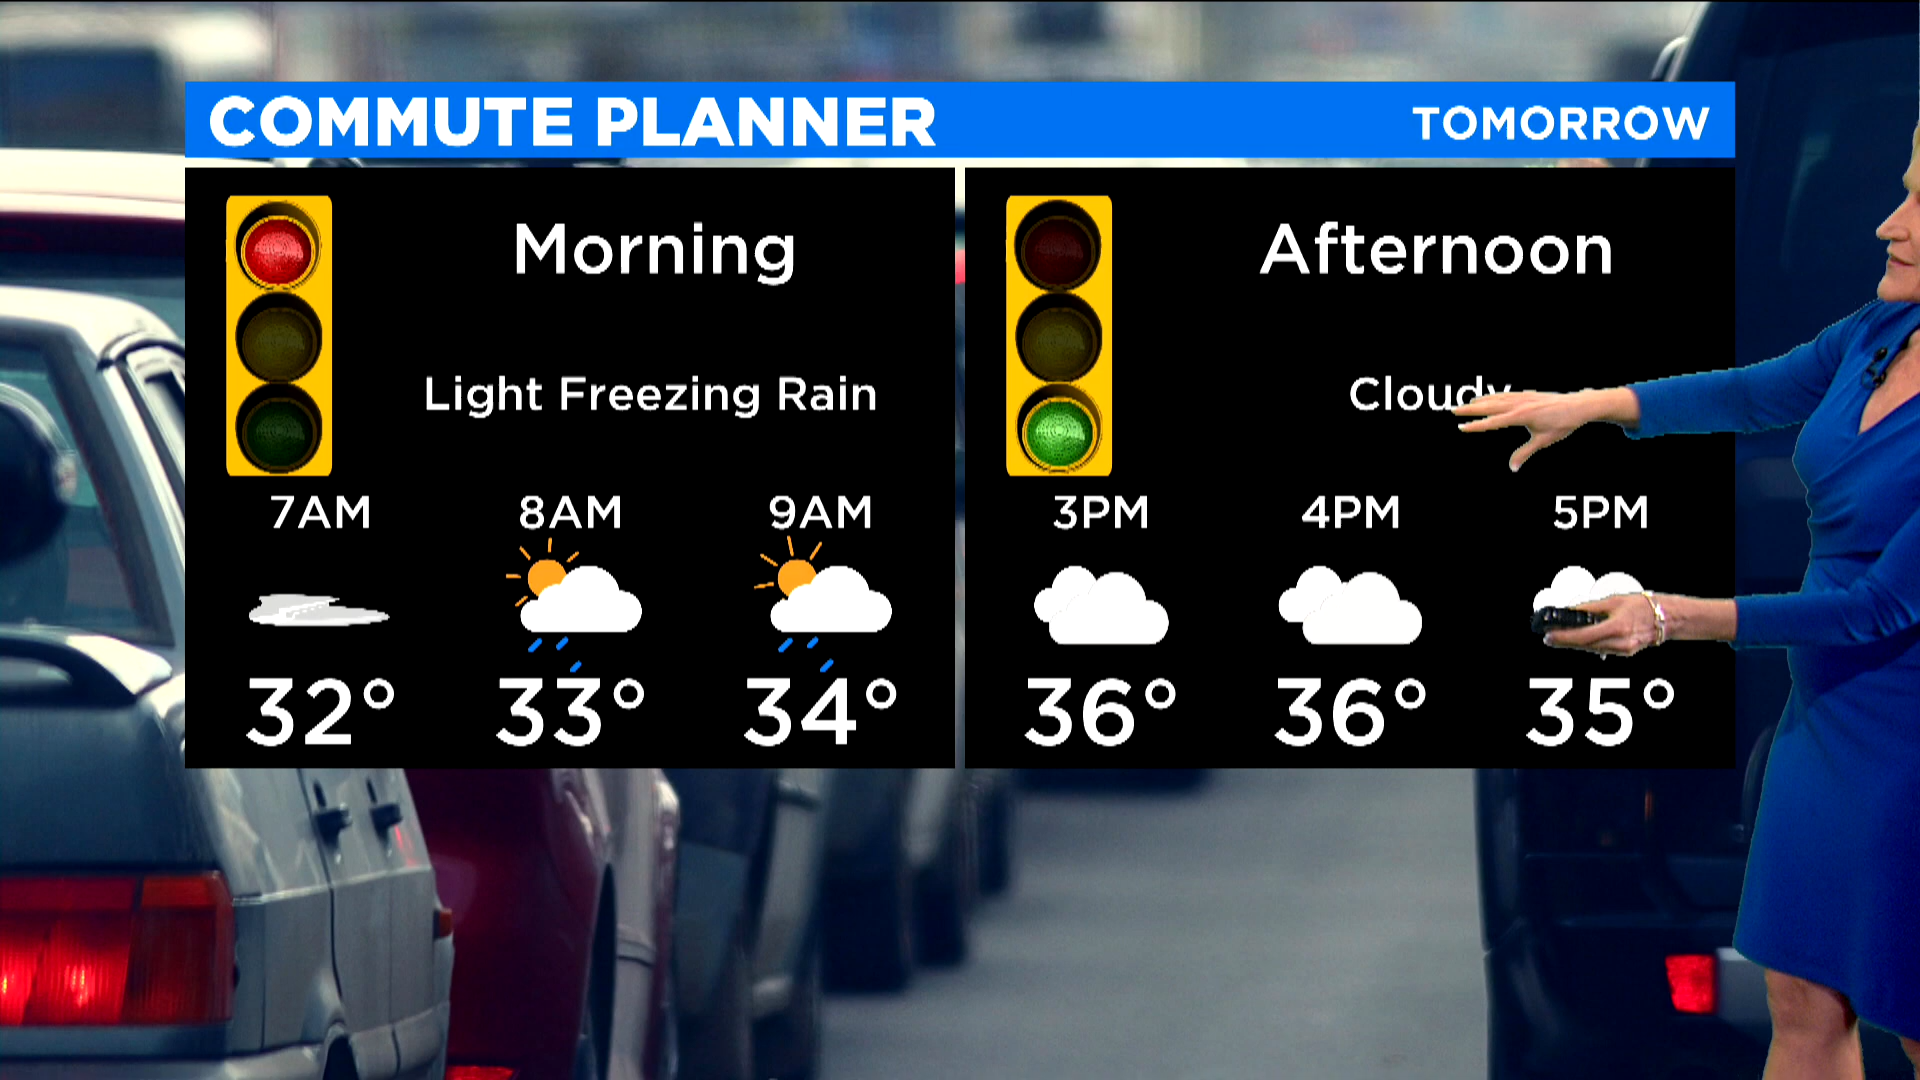 COMMUTE PLANNER
TOMORROW
Morning
Light Freezing Rain
7AM 8AM 9AM
32° 33° 34°
Afternoon
Cloudy
3PM 4PM 5PM
36° 36° 35°